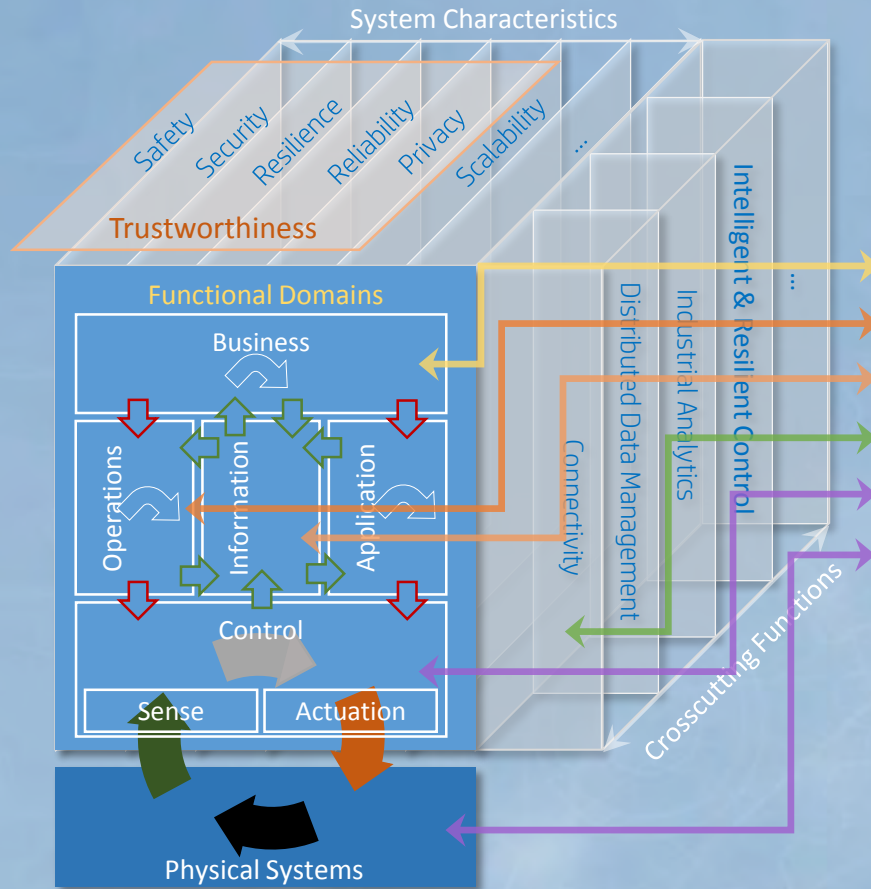 System Characteristics
Safety
Security
Resilience
Reliability
Privacy
Scalability
...
Trustworthiness
Functional Domains
Business
Operations
Information
Application
Control
Sense
Actuation
Physical Systems
Connectivity
Distributed Data Management
Industrial Analytics
Intelligent & Resilient Control
...
Crosscutting Functions